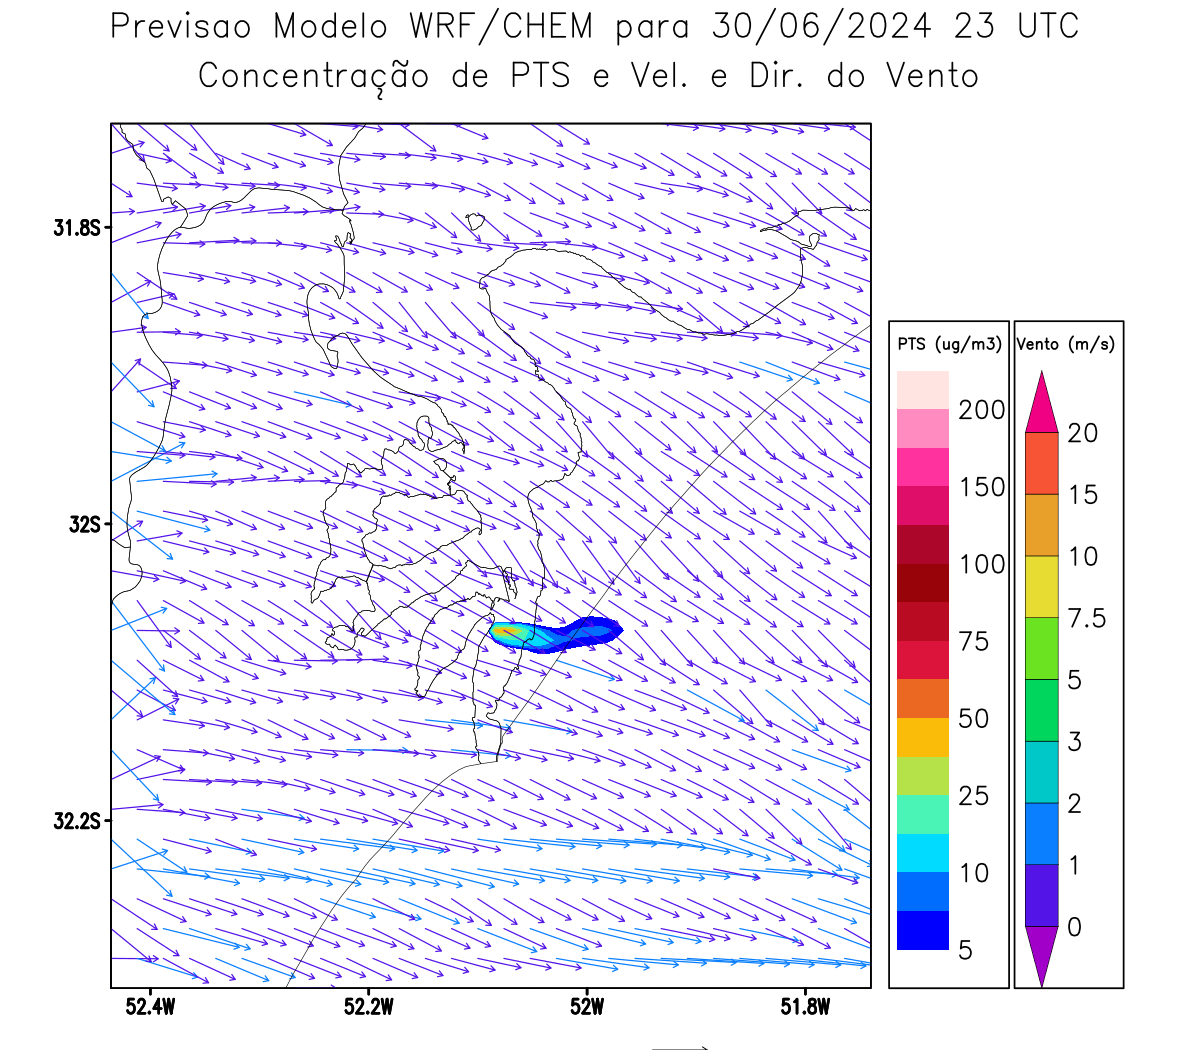 Previsao Modelo WRF/CHEM para 30/06/2024 23 UTC
Concentração de PTS e Vel. e Dir. do Vento
PTS (ug/m3)
200
150
100
75
50
25
10
5
Vento (m/s)
20
15
10
7.5
5
3
2
1
0
31.8S
32S
32.2S
52.4W 52.2W 52W 51.8W